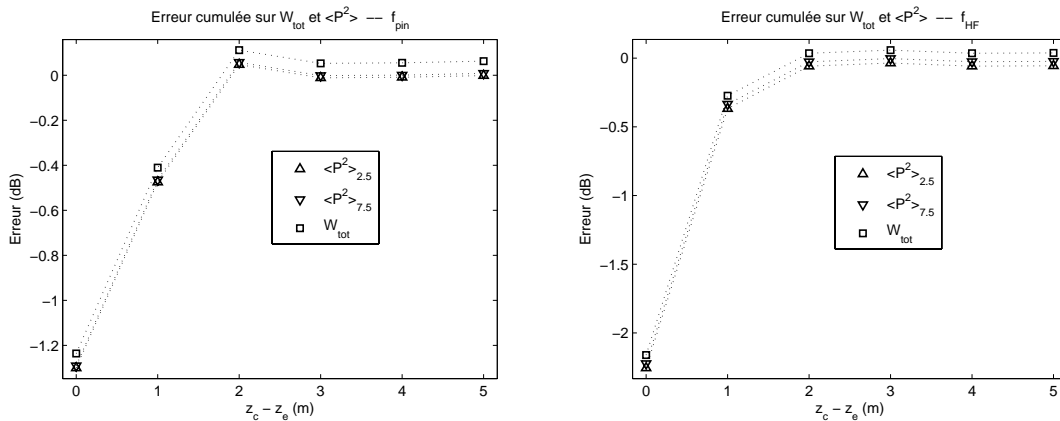 Erreur cumulée sur W_tot et <P²> −− f_pin
0
−0.2
−0.4
−0.6
−0.8
−1
−1.2
Erreur (dB)
<P²>_2.5
<P²>_7.5
W_tot
0 1 2 3 4 5
z_c − z_e (m)
Erreur cumulée sur W_tot et <P²> −− f_HF
0
−0.5
−1
−1.5
−2
Erreur (dB)
<P²>_2.5
<P²>_7.5
W_tot
0 1 2 3 4 5
z_c − z_e (m)